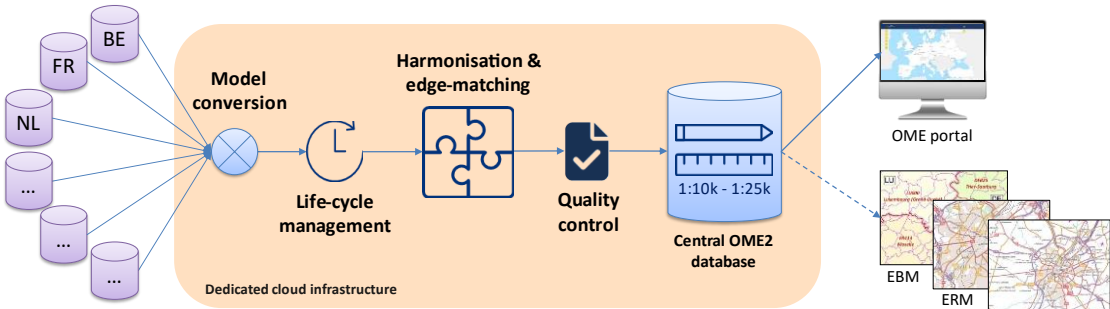 BE
FR
NL
...
...
...
Model
conversion
Life-cycle
management
Harmonisation &
edge-matching
Quality
control
1:10k - 1:25k
Central OME2
database
Dedicated cloud infrastructure
OME portal
LU
EBM
ERM